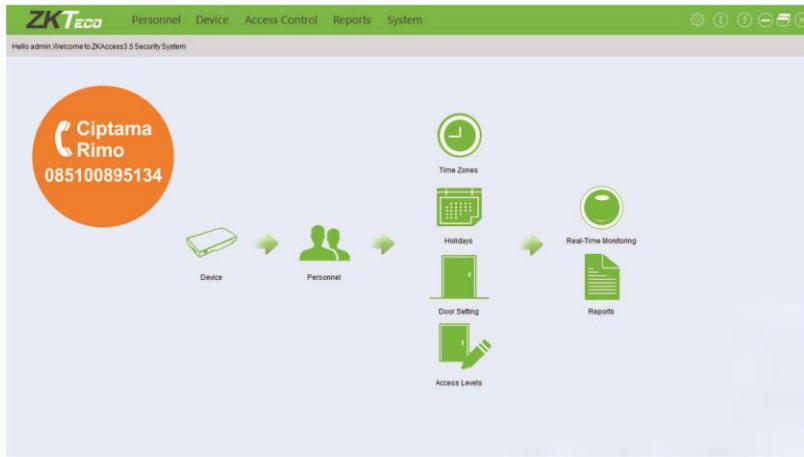 ZKTECO Personnel Device Access Control Reports System
Hello admin,Welcome to ZKAccess3.5 Security System
Ciptama
Rimo
085100895134
Time Zones
Holidays
Real-Time Monitoring
Device
Personnel
Door Setting
Reports
Access Levels